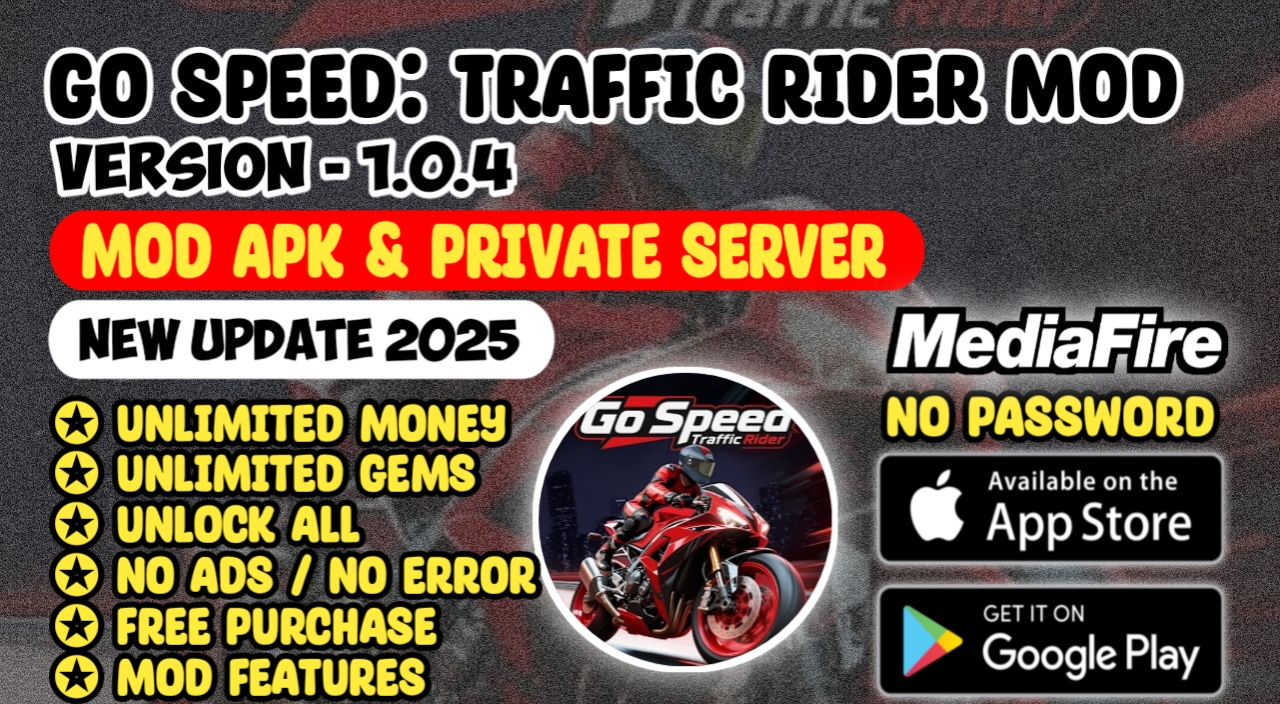 Traffic Rider
GO SPEED: TRAFFIC RIDER MOD
VERSION - 1.0.4
MOD APK & PRIVATE SERVER
NEW UPDATE 2025
UNLIMITED MONEY
UNLIMITED GEMS
UNLOCK ALL
NO ADS / NO ERROR
FREE PURCHASE
MOD FEATURES
Go Speed
Traffic Rider
MediaFire
NO PASSWORD
Available on the
App Store
GET IT ON
Google Play